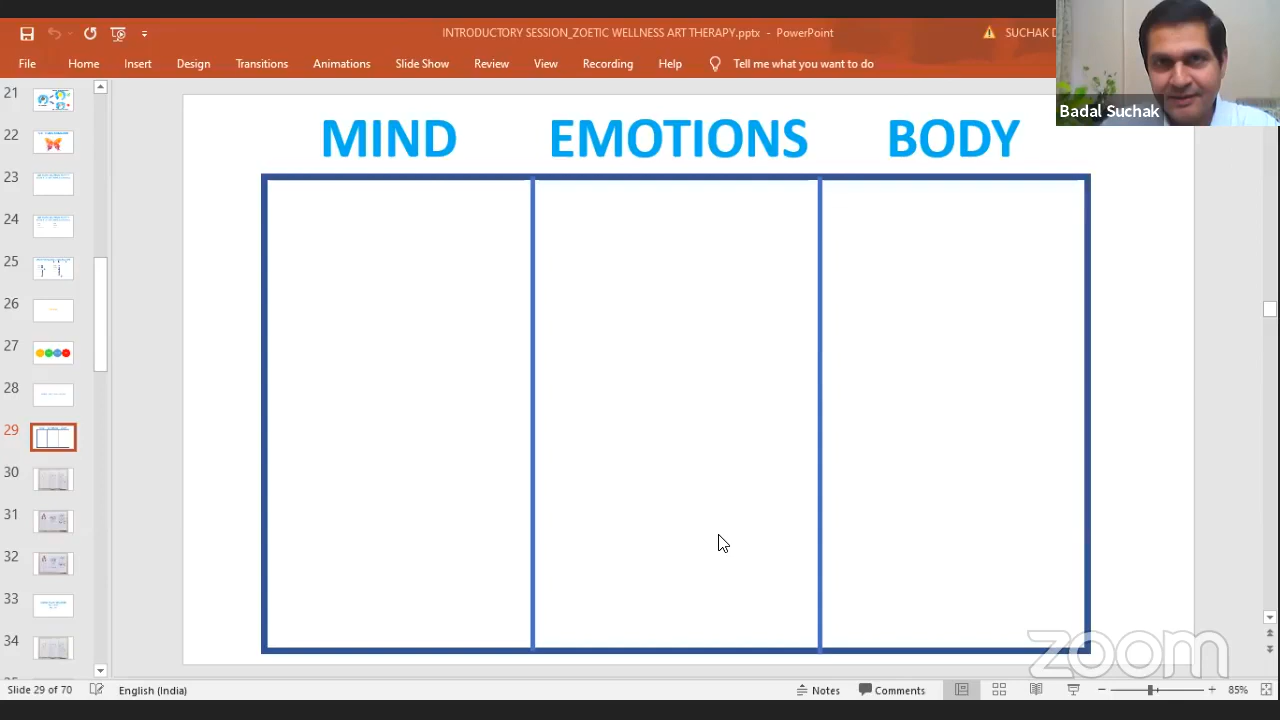 INTRODUCTORY SESSION_ZOETIC WELLNESS ART THERAPY.pptx - PowerPoint
SUCHAK D
File Home Insert Design Transitions Animations Slide Show Review View Recording Help Tell me what you want to do
Badal Suchak
21
22
23
24
25
26
27
28
29
30
31
32
33
34
MIND EMOTIONS BODY
zoom
Slide 29 of 70 English (India) Notes Comments 85%